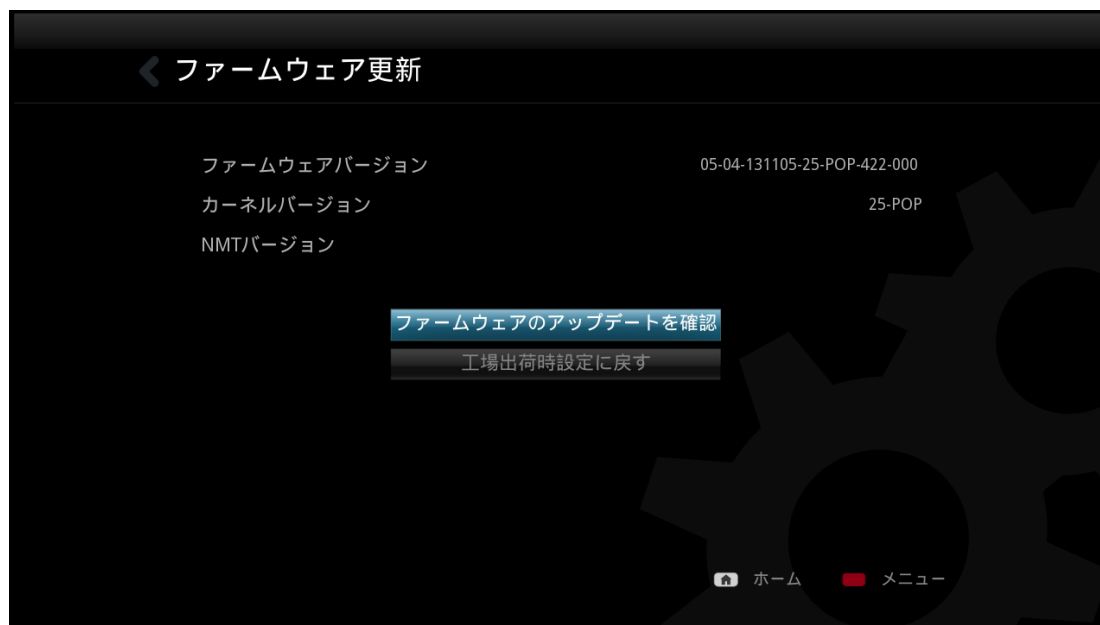 ファームウェア更新
ファームウェアバージョン 05-04-131105-25-POP-422-000
カーネルバージョン 25-POP
NMTバージョン
ファームウェアのアップデートを確認
工場出荷時設定に戻す
ホーム メニュー